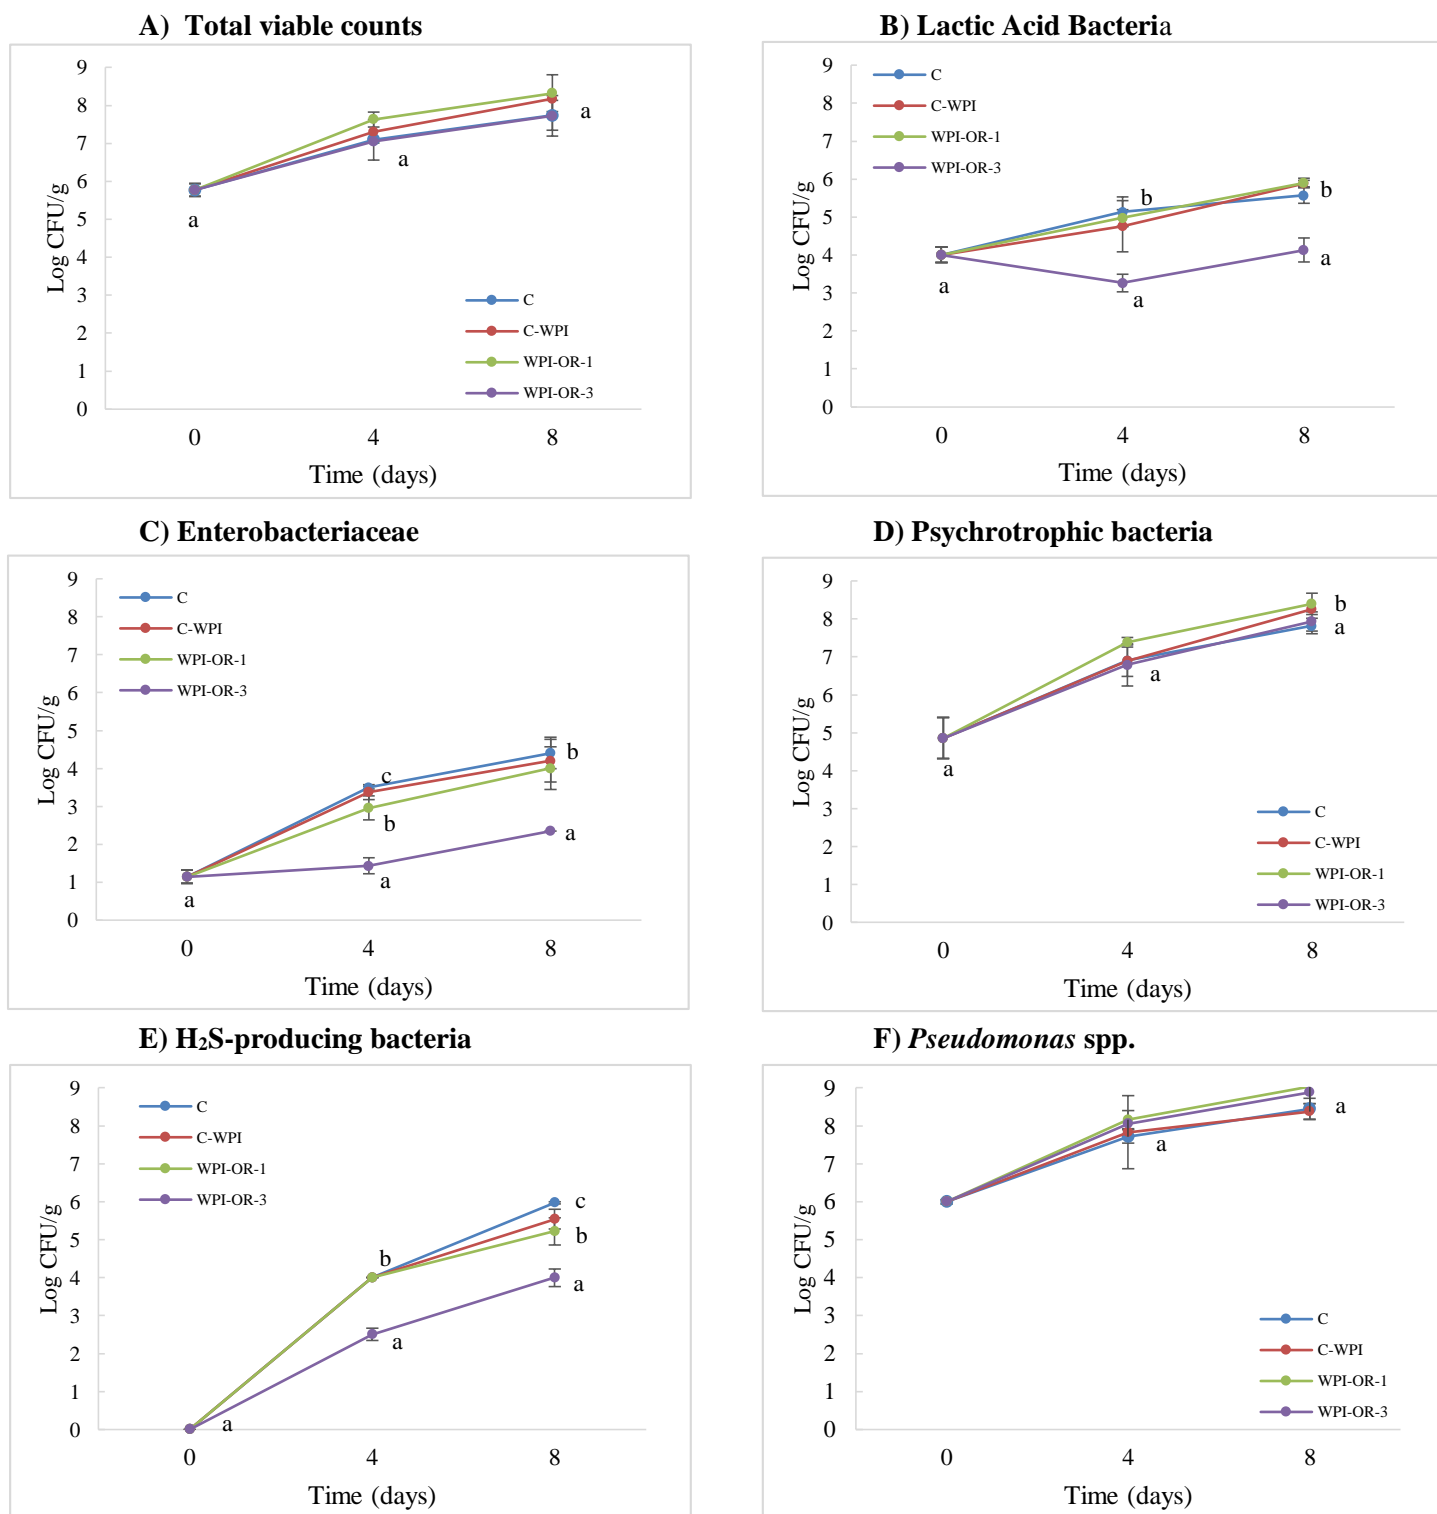 A) Total viable counts
9
8
7
6
5
4
3
2
1
0
Log CFU/g
a
a
a
C
C-WPI
WPI-OR-1
WPI-OR-3
0 4 8
Time (days)
B) Lactic Acid Bacteria
9
8
7
6
5
4
3
2
1
0
Log CFU/g
C
C-WPI
WPI-OR-1
WPI-OR-3
b
b
a
a
a
0 4 8
Time (days)
C) Enterobacteriaceae
9
8
7
6
5
4
3
2
1
0
Log CFU/g
C
C-WPI
WPI-OR-1
WPI-OR-3
b
c
b
a
a
a
0 4 8
Time (days)
D) Psychrotrophic bacteria
9
8
7
6
5
4
3
2
1
0
Log CFU/g
b
a
a
a
C
C-WPI
WPI-OR-1
WPI-OR-3
0 4 8
Time (days)
E) H₂S-producing bacteria
9
8
7
6
5
4
3
2
1
0
Log CFU/g
C
C-WPI
WPI-OR-1
WPI-OR-3
c
b
b
a
a
a
0 4 8
Time (days)
F) Pseudomonas spp.
9
8
7
6
5
4
3
2
1
0
Log CFU/g
a
a
C
C-WPI
WPI-OR-1
WPI-OR-3
0 4 8
Time (days)